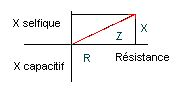 X selfique
X
Z
X capacitif
R
Résistance